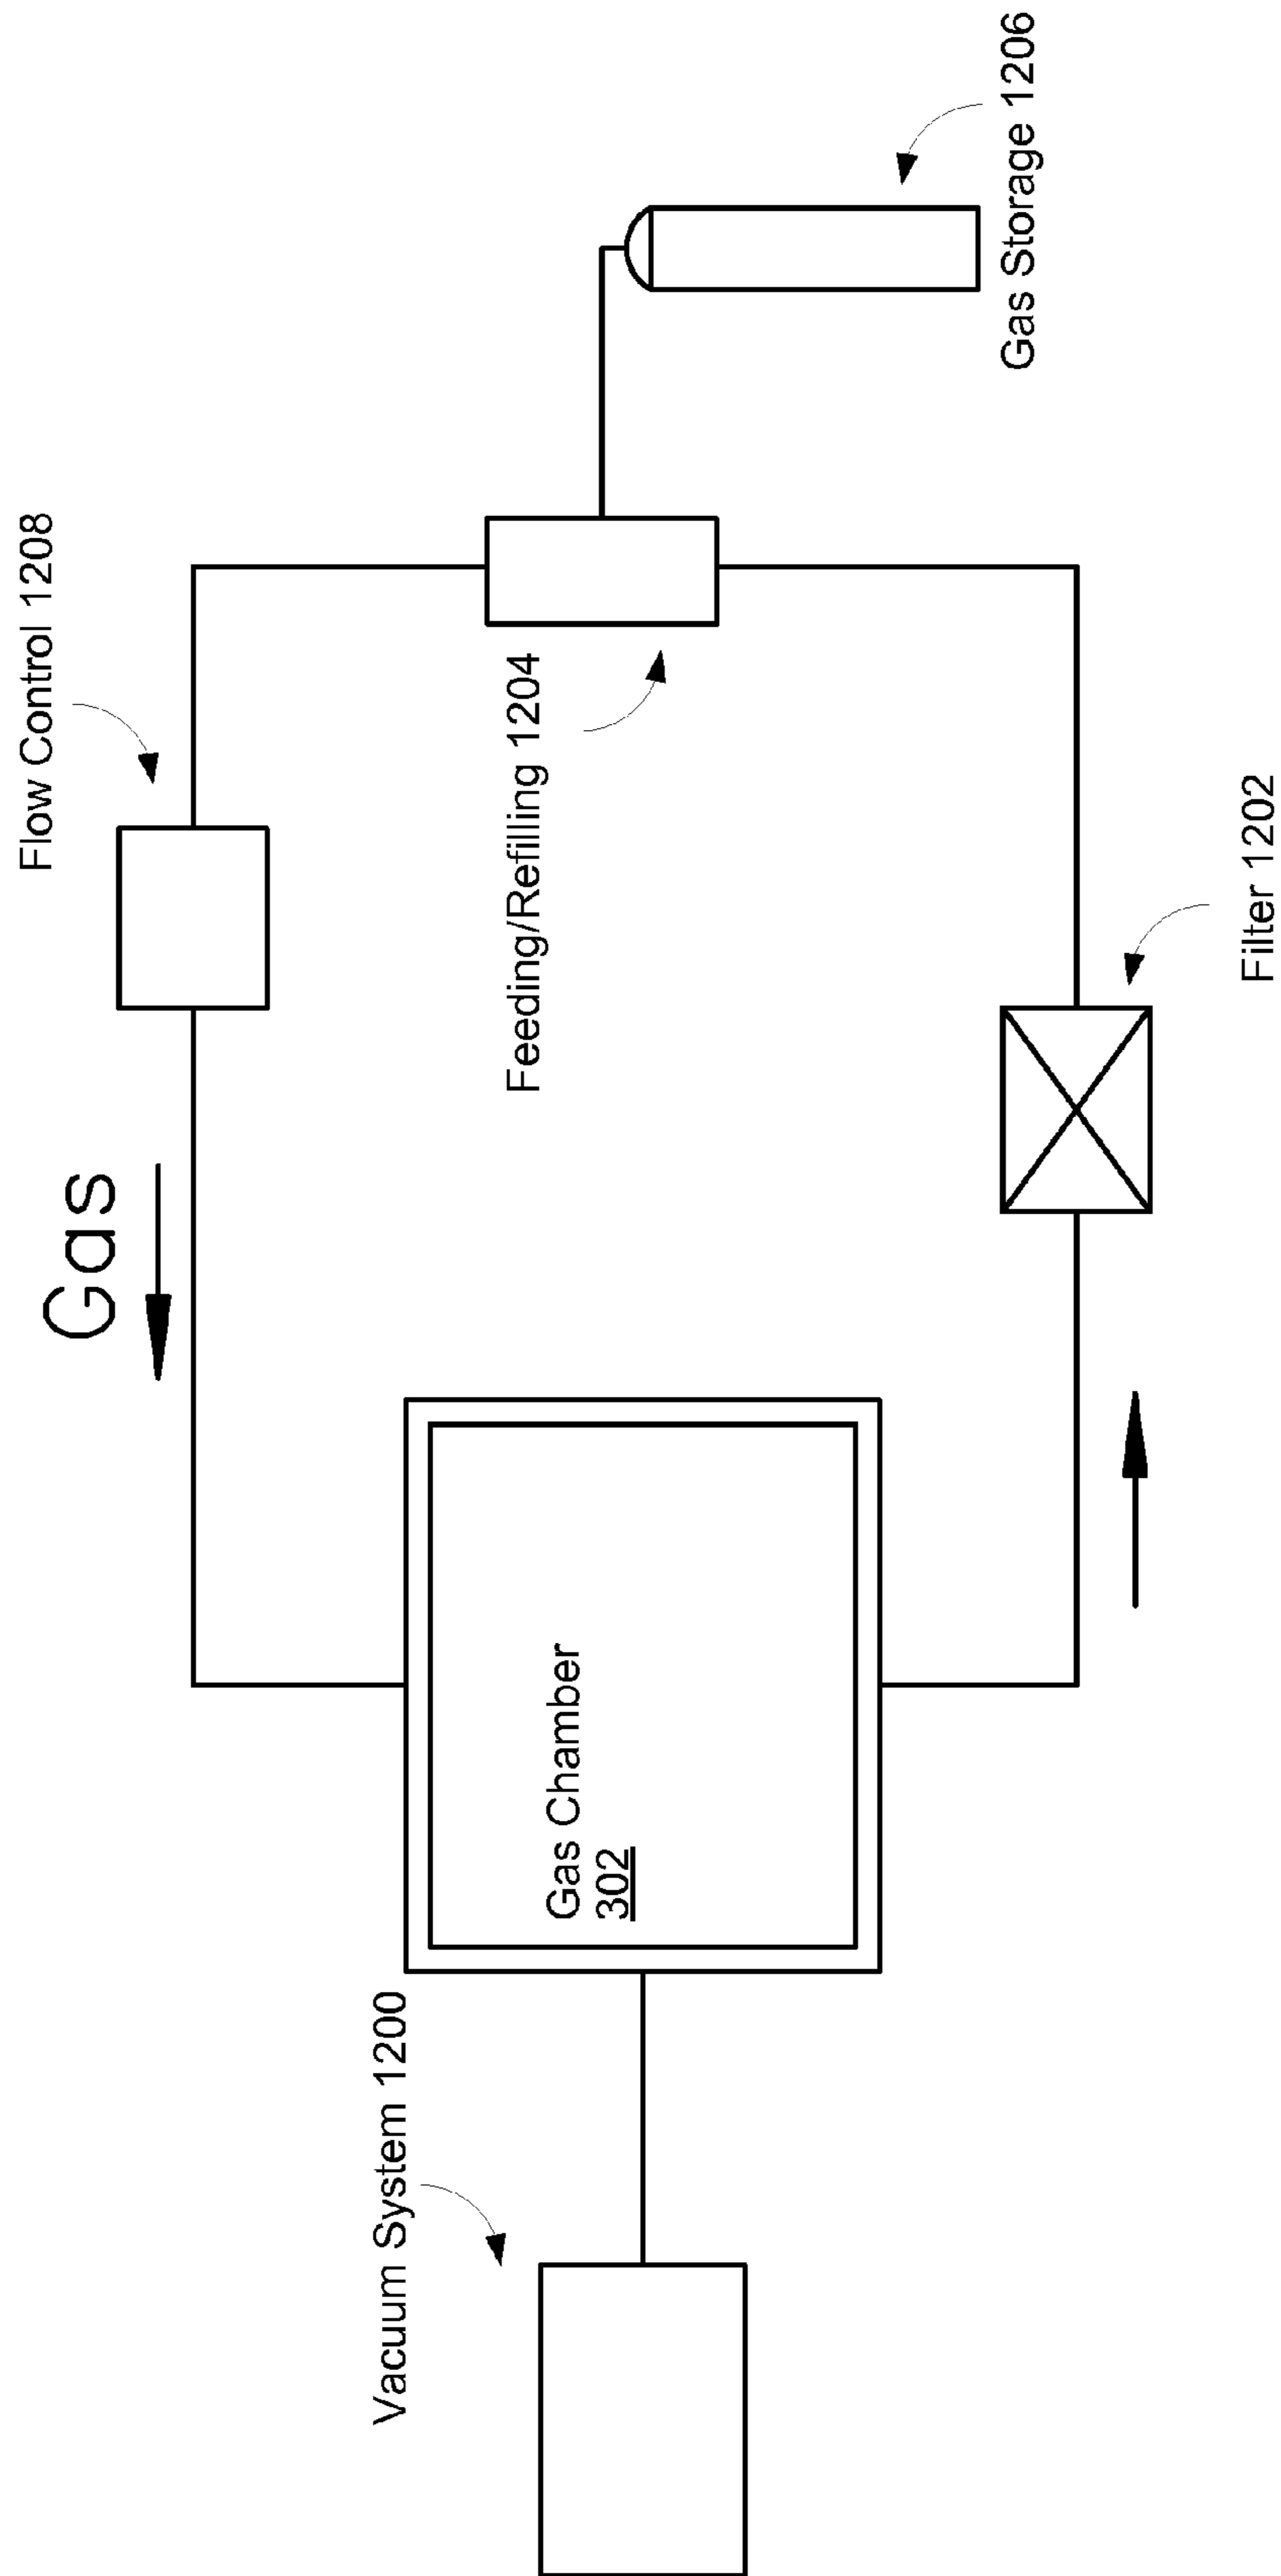 Flow Control 1208
Gas
Gas Storage 1206
Feeding/Refilling 1204
Vacuum System 1200
Gas Chamber
302
Filter 1202